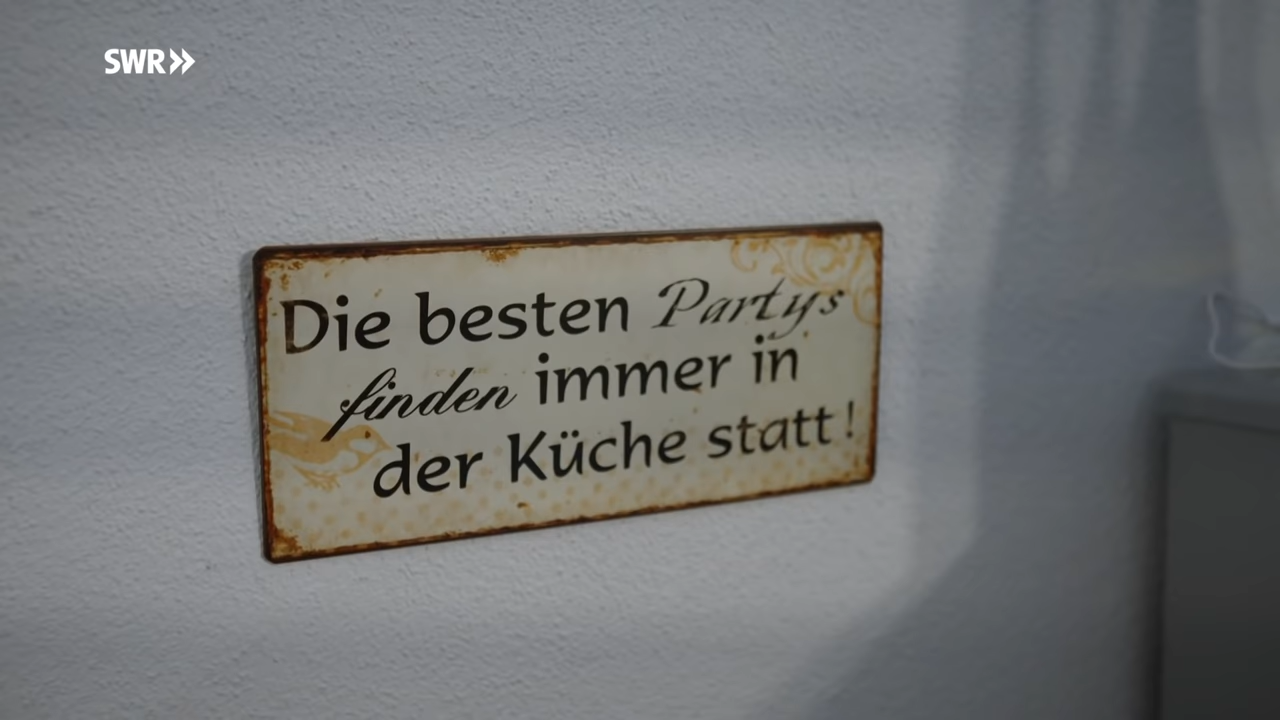 SWR»
Die besten Partys
finden immer in
der Küche statt!